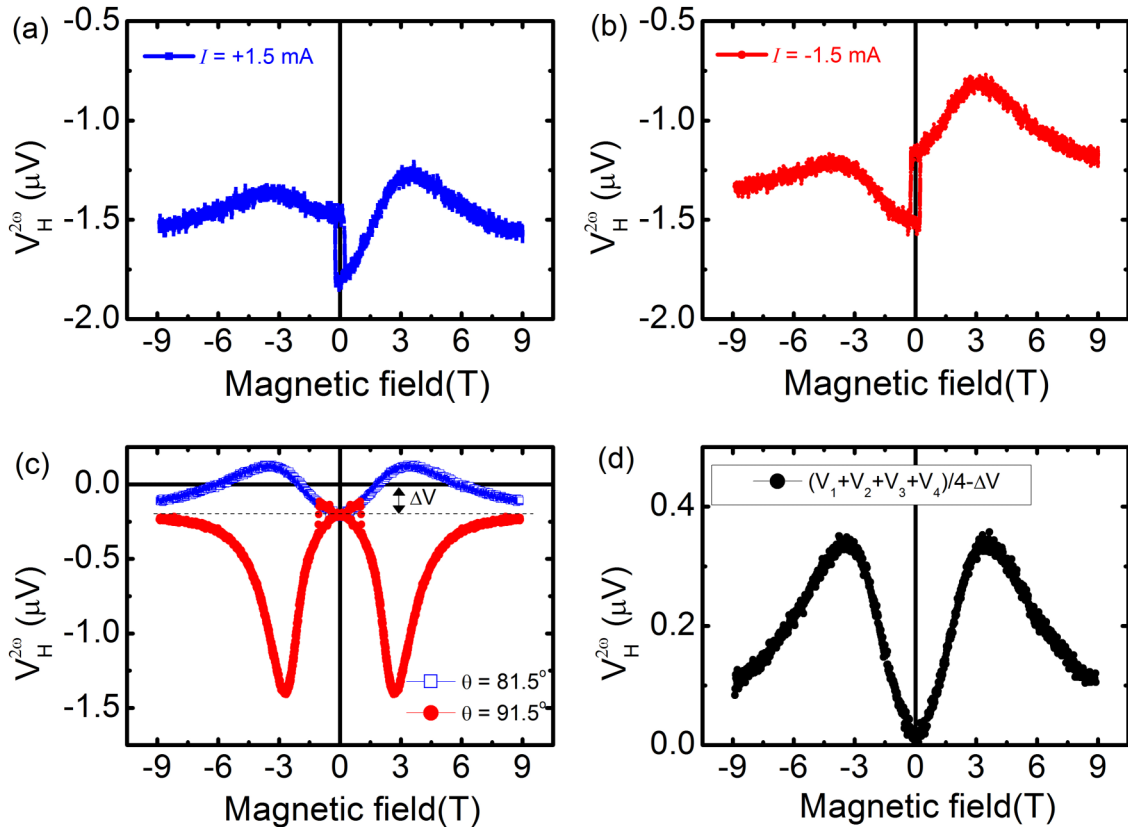 (a)
I = +1.5 mA
-0.5
-1.0
-1.5
-2.0
V_H^2ω (μV)
-9 -6 -3 0 3 6 9
Magnetic field(T)
(b)
I = -1.5 mA
-0.5
-1.0
-1.5
-2.0
V_H^2ω (μV)
-9 -6 -3 0 3 6 9
Magnetic field(T)
(c)
0.0
-0.5
-1.0
-1.5
V_H^2ω (μV)
ΔV
θ = 81.5°
θ = 91.5°
-9 -6 -3 0 3 6 9
Magnetic field(T)
(d)
(V₁+V₂+V₃+V₄)/4-ΔV
0.4
0.2
0.0
V_H^2ω (μV)
-9 -6 -3 0 3 6 9
Magnetic field(T)